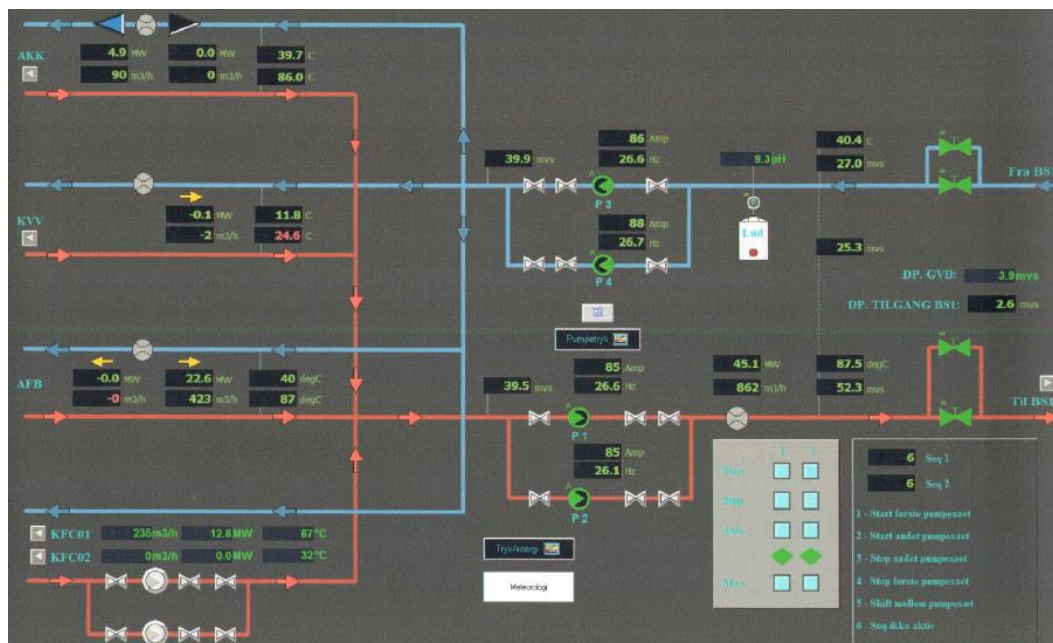 AKK
4.9 MW 0.0 MW 39.7 C
90 m3/h 0 m3/h 86.0 C
86 Amp
26.6 Hz
P 3
39.9 mvs
9.3 pH
40.4 C
27.0 mvs
Fra BS1
KVV
-0.1 MW 11.8 C
-2 m3/h 24.6 C
88 Amp
26.7 Hz
P 4
Lud
25.3 mvs
DP. GVB: 3.9 mvs
DP. TILGANG BS1: 2.6 mvs
Pumpetryk
AFB
-0.0 MW 22.6 MW 40 degC
-0 m3/h 423 m3/h 87 degC
39.5 mvs
85 Amp
26.6 Hz
P 1
45.1 MW 87.5 degC
862 m3/h 52.3 mvs
Til BS1
85 Amp
26.1 Hz
P 2
1 2
Start
Stop
Max
6 Seq 1
6 Seq 2
1 - Start første pumpesæt
2 - Start andet pumpesæt
3 - Stop andet pumpesæt
4 - Stop første pumpesæt
5 - Skift mellem pumpesæt
6 - Seq ikke aktiv
KFC01 235 m3/h 12.8 MW 87 °C
KFC02 0 m3/h 0.0 MW 32 °C
Tryk/energi
Meteorologi